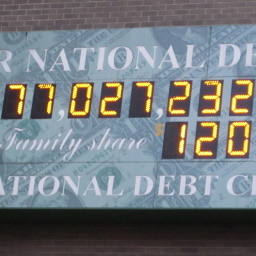 R NATIONAL DE
77,027,232
Family share 120
ATIONAL DEBT C